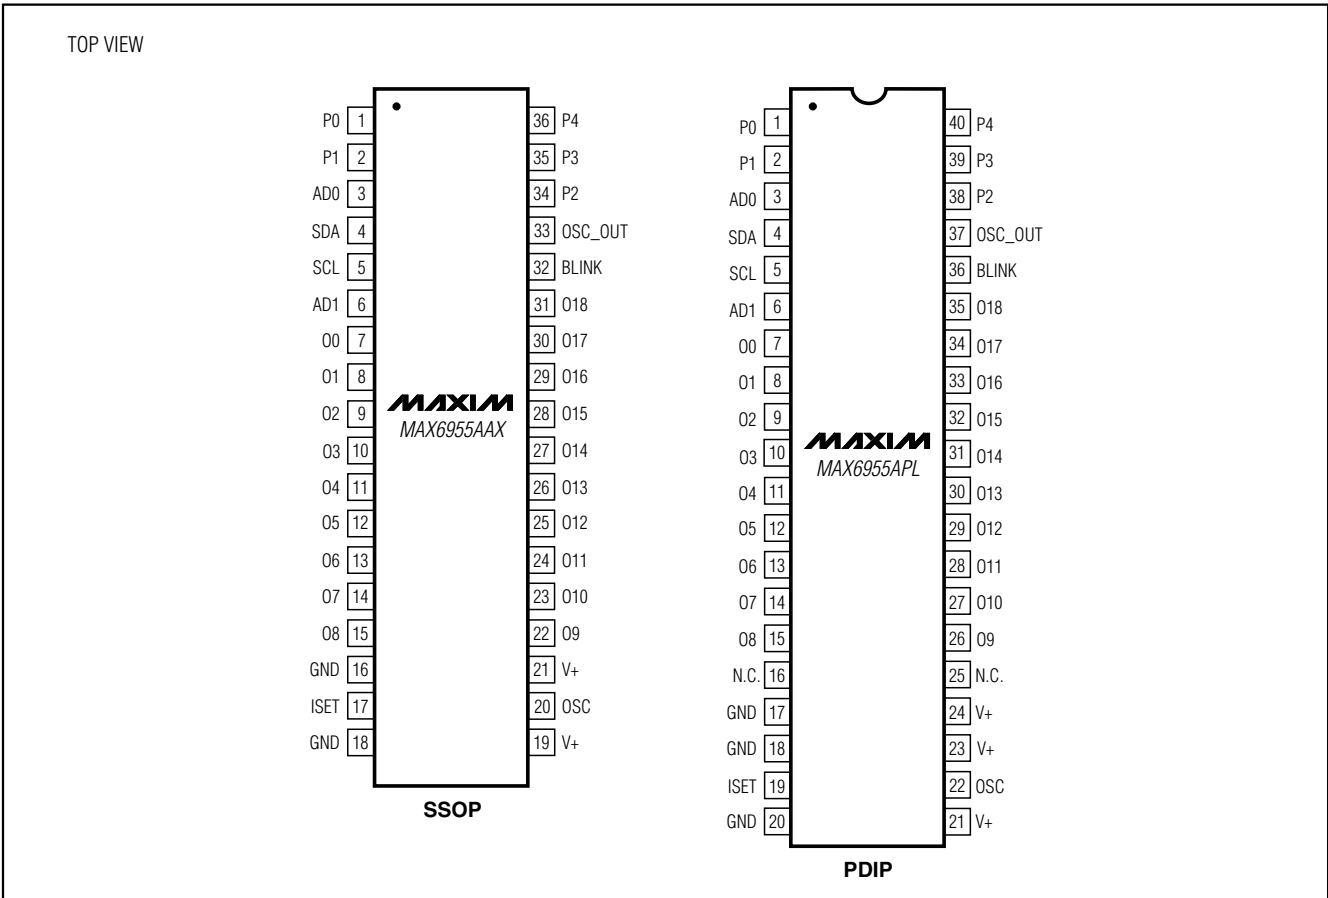 TOP VIEW
P0 1 36 P4
P1 2 35 P3
AD0 3 34 P2
SDA 4 33 OSC_OUT
SCL 5 32 BLINK
AD1 6 31 O18
O0 7 30 O17
O1 8 29 O16
O2 9 28 O15
O3 10 27 O14
O4 11 26 O13
O5 12 25 O12
O6 13 24 O11
O7 14 23 O10
O8 15 22 O9
GND 16 21 V+
ISET 17 20 OSC
GND 18 19 V+
MAXIM
MAX6955AAX
SSOP
P0 1 40 P4
P1 2 39 P3
AD0 3 38 P2
SDA 4 37 OSC_OUT
SCL 5 36 BLINK
AD1 6 35 O18
O0 7 34 O17
O1 8 33 O16
O2 9 32 O15
O3 10 31 O14
O4 11 30 O13
O5 12 29 O12
O6 13 28 O11
O7 14 27 O10
O8 15 26 O9
N.C. 16 25 N.C.
GND 17 24 V+
GND 18 23 V+
ISET 19 22 OSC
GND 20 21 V+
MAXIM
MAX6955APL
PDIP